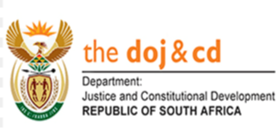 the doj & cd
Department:
Justice and Constitutional Development
REPUBLIC OF SOUTH AFRICA